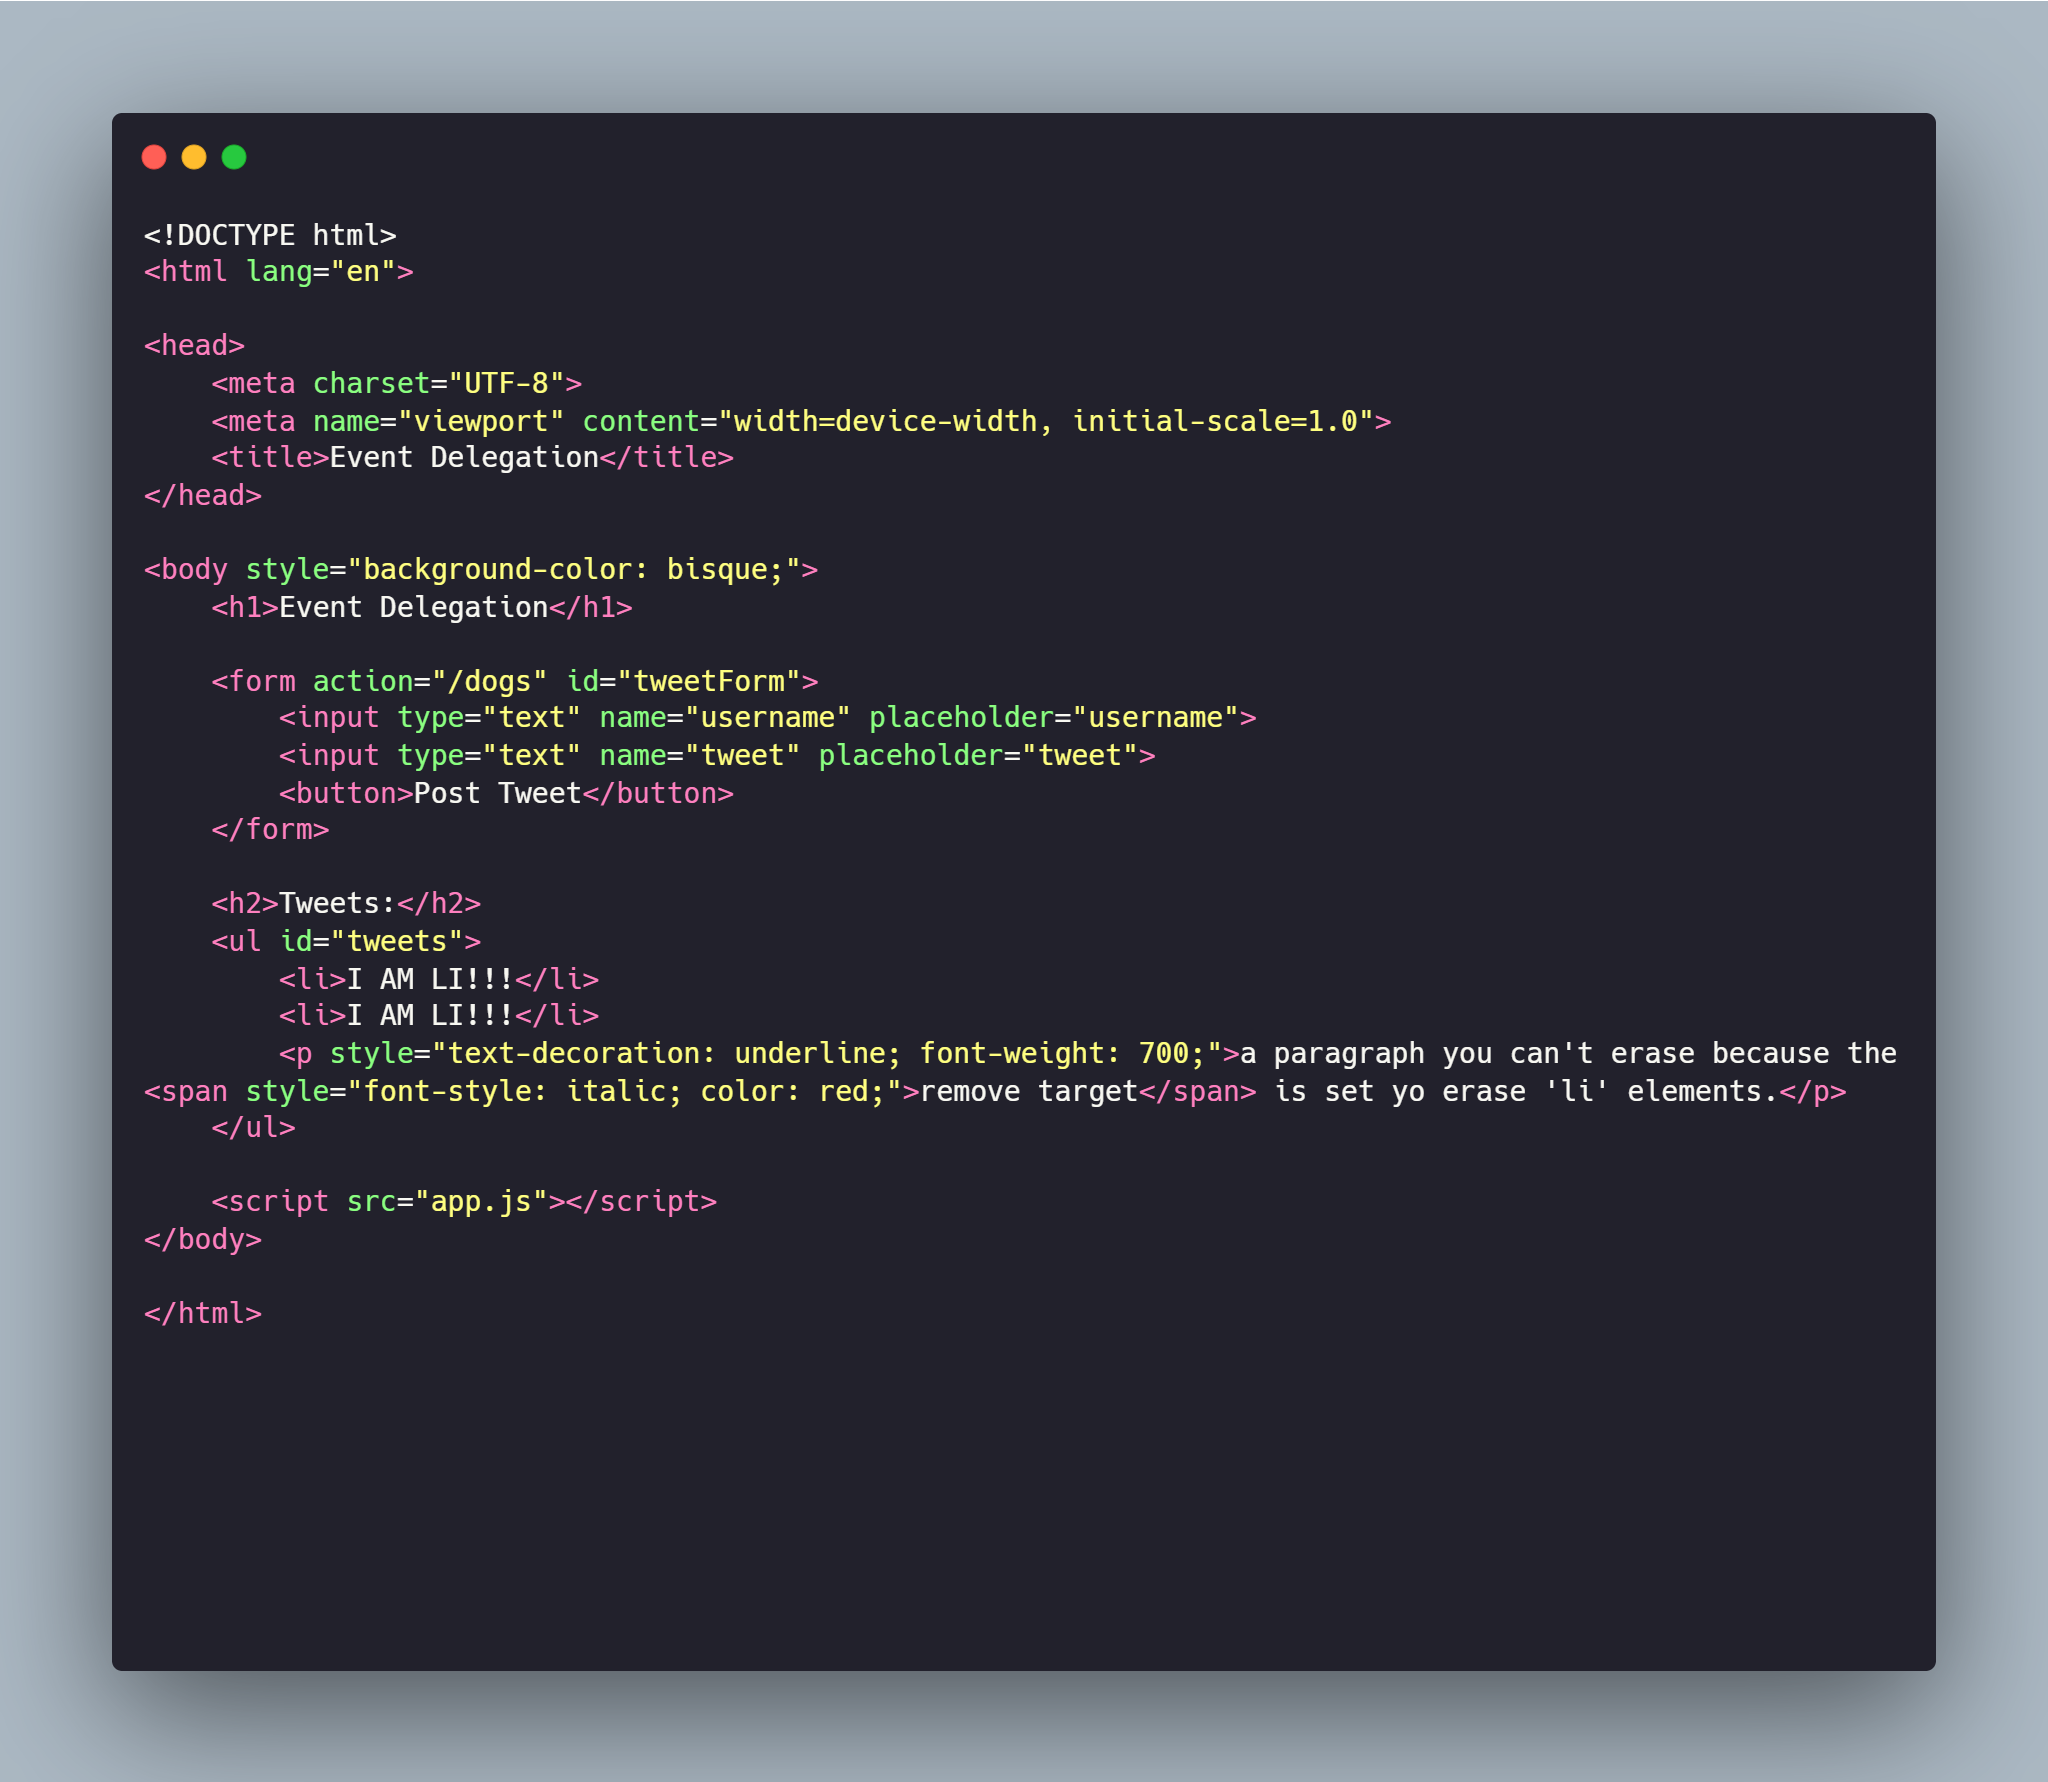 <!DOCTYPE html>
<html lang="en">

<head>
    <meta charset="UTF-8">
    <meta name="viewport" content="width=device-width, initial-scale=1.0">
    <title>Event Delegation</title>
</head>

<body style="background-color: bisque;">
    <h1>Event Delegation</h1>

    <form action="/dogs" id="tweetForm">
        <input type="text" name="username" placeholder="username">
        <input type="text" name="tweet" placeholder="tweet">
        <button>Post Tweet</button>
    </form>

    <h2>Tweets:</h2>
    <ul id="tweets">
        <li>I AM LI!!!</li>
        <li>I AM LI!!!</li>
        <p style="text-decoration: underline; font-weight: 700;">a paragraph you can't erase because the
<span style="font-style: italic; color: red;">remove target</span> is set yo erase 'li' elements.</p>
    </ul>

    <script src="app.js"></script>
</body>

</html>